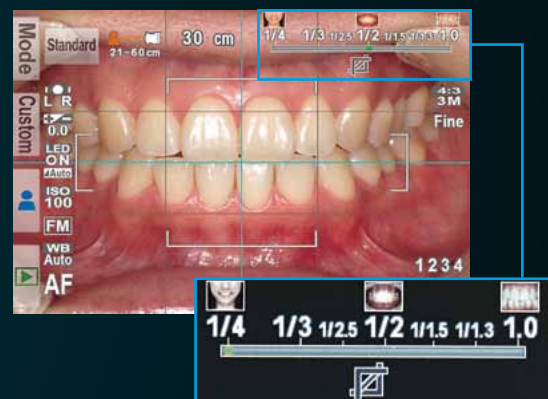 Mode
Standard
21-60cm
30 cm
1/4 1/3 1/2.5 1/2 1/1.5 1/1.3 1.0
Custom
L R
0.0
LED
ON
Auto
ISO
100
FM
WB
Auto
AF
4:3
3M
Fine
1234
1/4 1/3 1/2.5 1/2 1/1.5 1/1.3 1.0